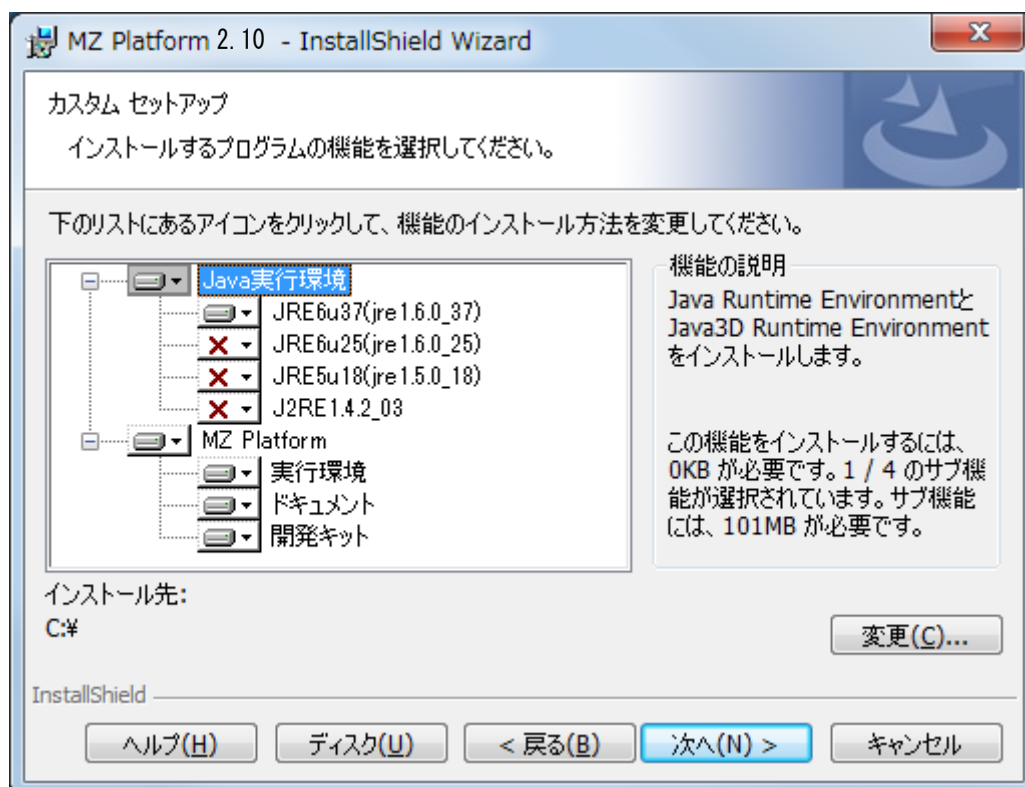 MZ Platform 2.10 - InstallShield Wizard
カスタム セットアップ
インストールするプログラムの機能を選択してください。
下のリストにあるアイコンをクリックして、機能のインストール方法を変更してください。
Java実行環境
JRE6u37(jre1.6.0_37)
JRE6u25(jre1.6.0_25)
JRE5u18(jre1.5.0_18)
J2RE1.4.2_03
MZ Platform
実行環境
ドキュメント
開発キット
機能の説明
Java Runtime Environmentと
Java3D Runtime Environment
をインストールします。
この機能をインストールするには、
0KB が必要です。1 / 4 のサブ機
能が選択されています。サブ機能
には、101MB が必要です。
インストール先:
C:¥
変更(C)...
InstallShield
ヘルプ(H)
ディスク(U)
< 戻る(B)
次へ(N) >
キャンセル